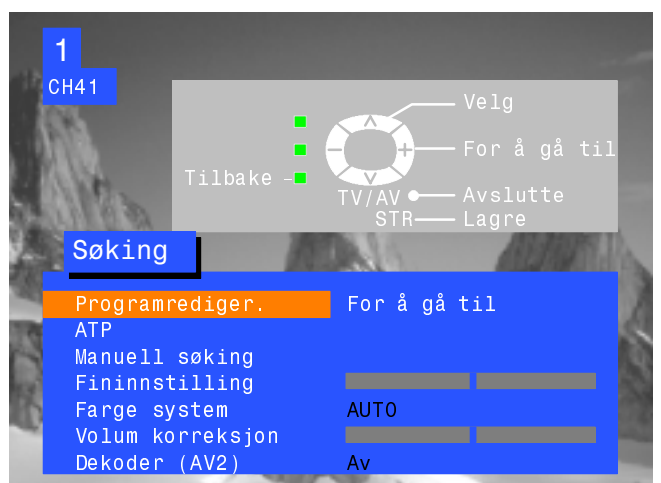 1
CH41
Velg
For å gå til
Tilbake
TV/AV Avslutte
STR Lagre
Søking
Programrediger. For å gå til
ATP
Manuell søking
Fininnstilling
Farge system AUTO
Volum korreksjon
Dekoder (AV2) Av